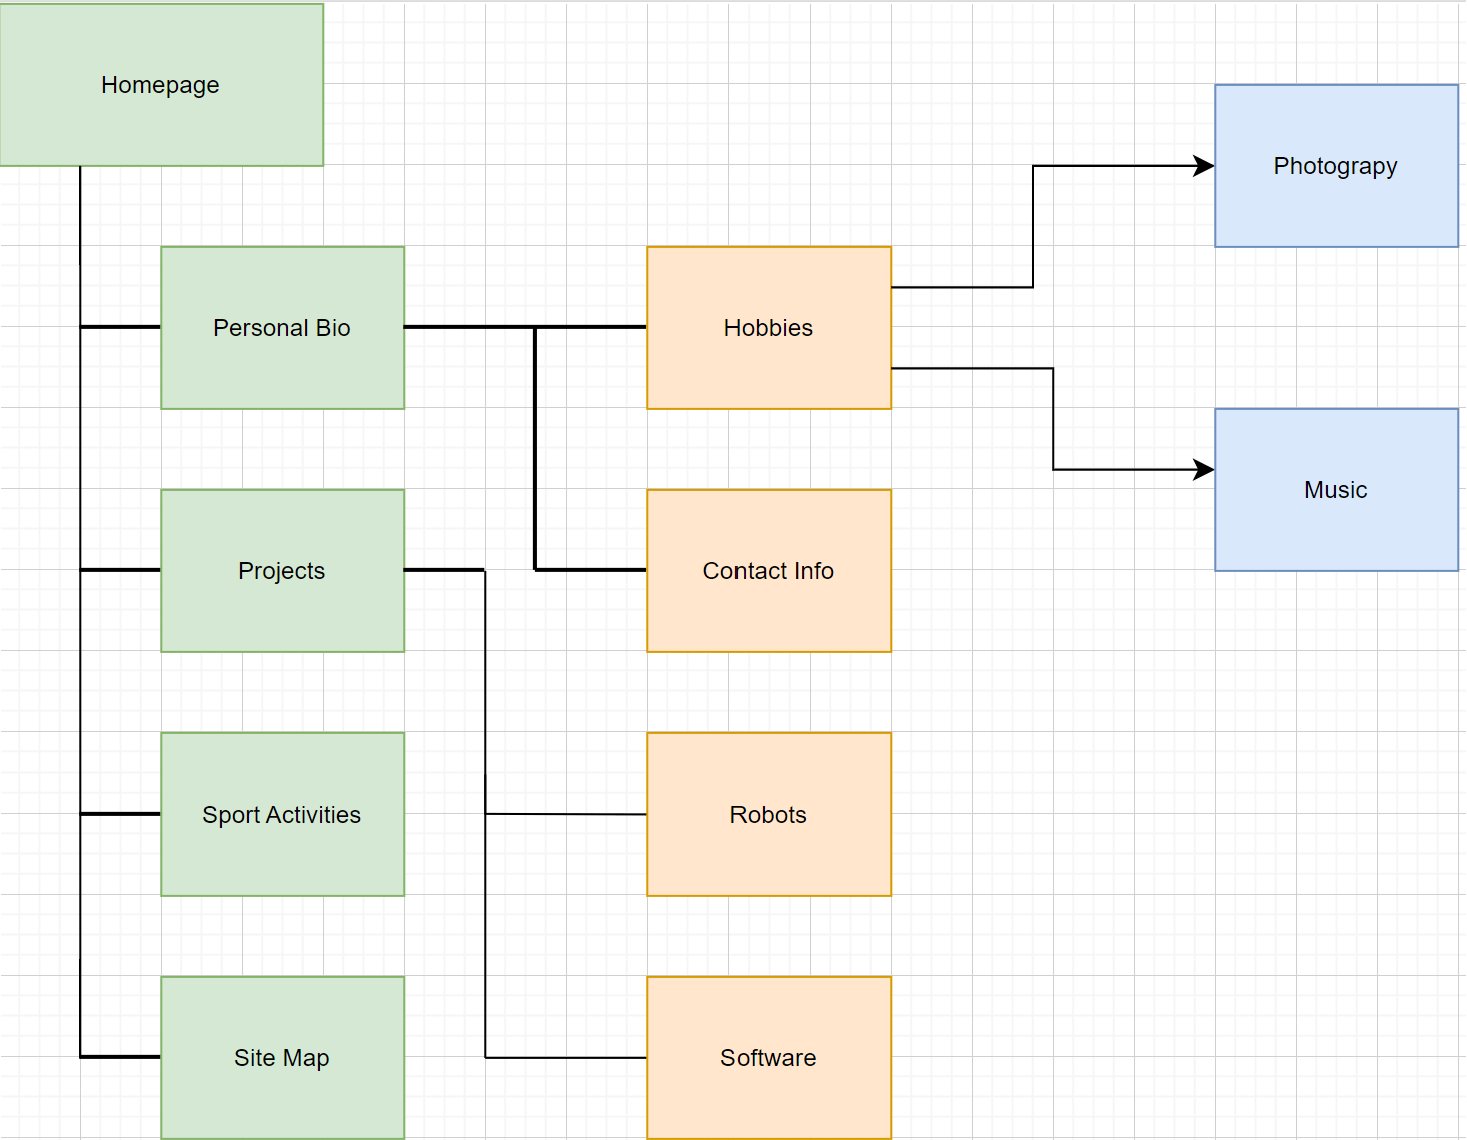 Homepage
Photograpy
Personal Bio
Hobbies
Music
Projects
Contact Info
Sport Activities
Robots
Site Map
Software